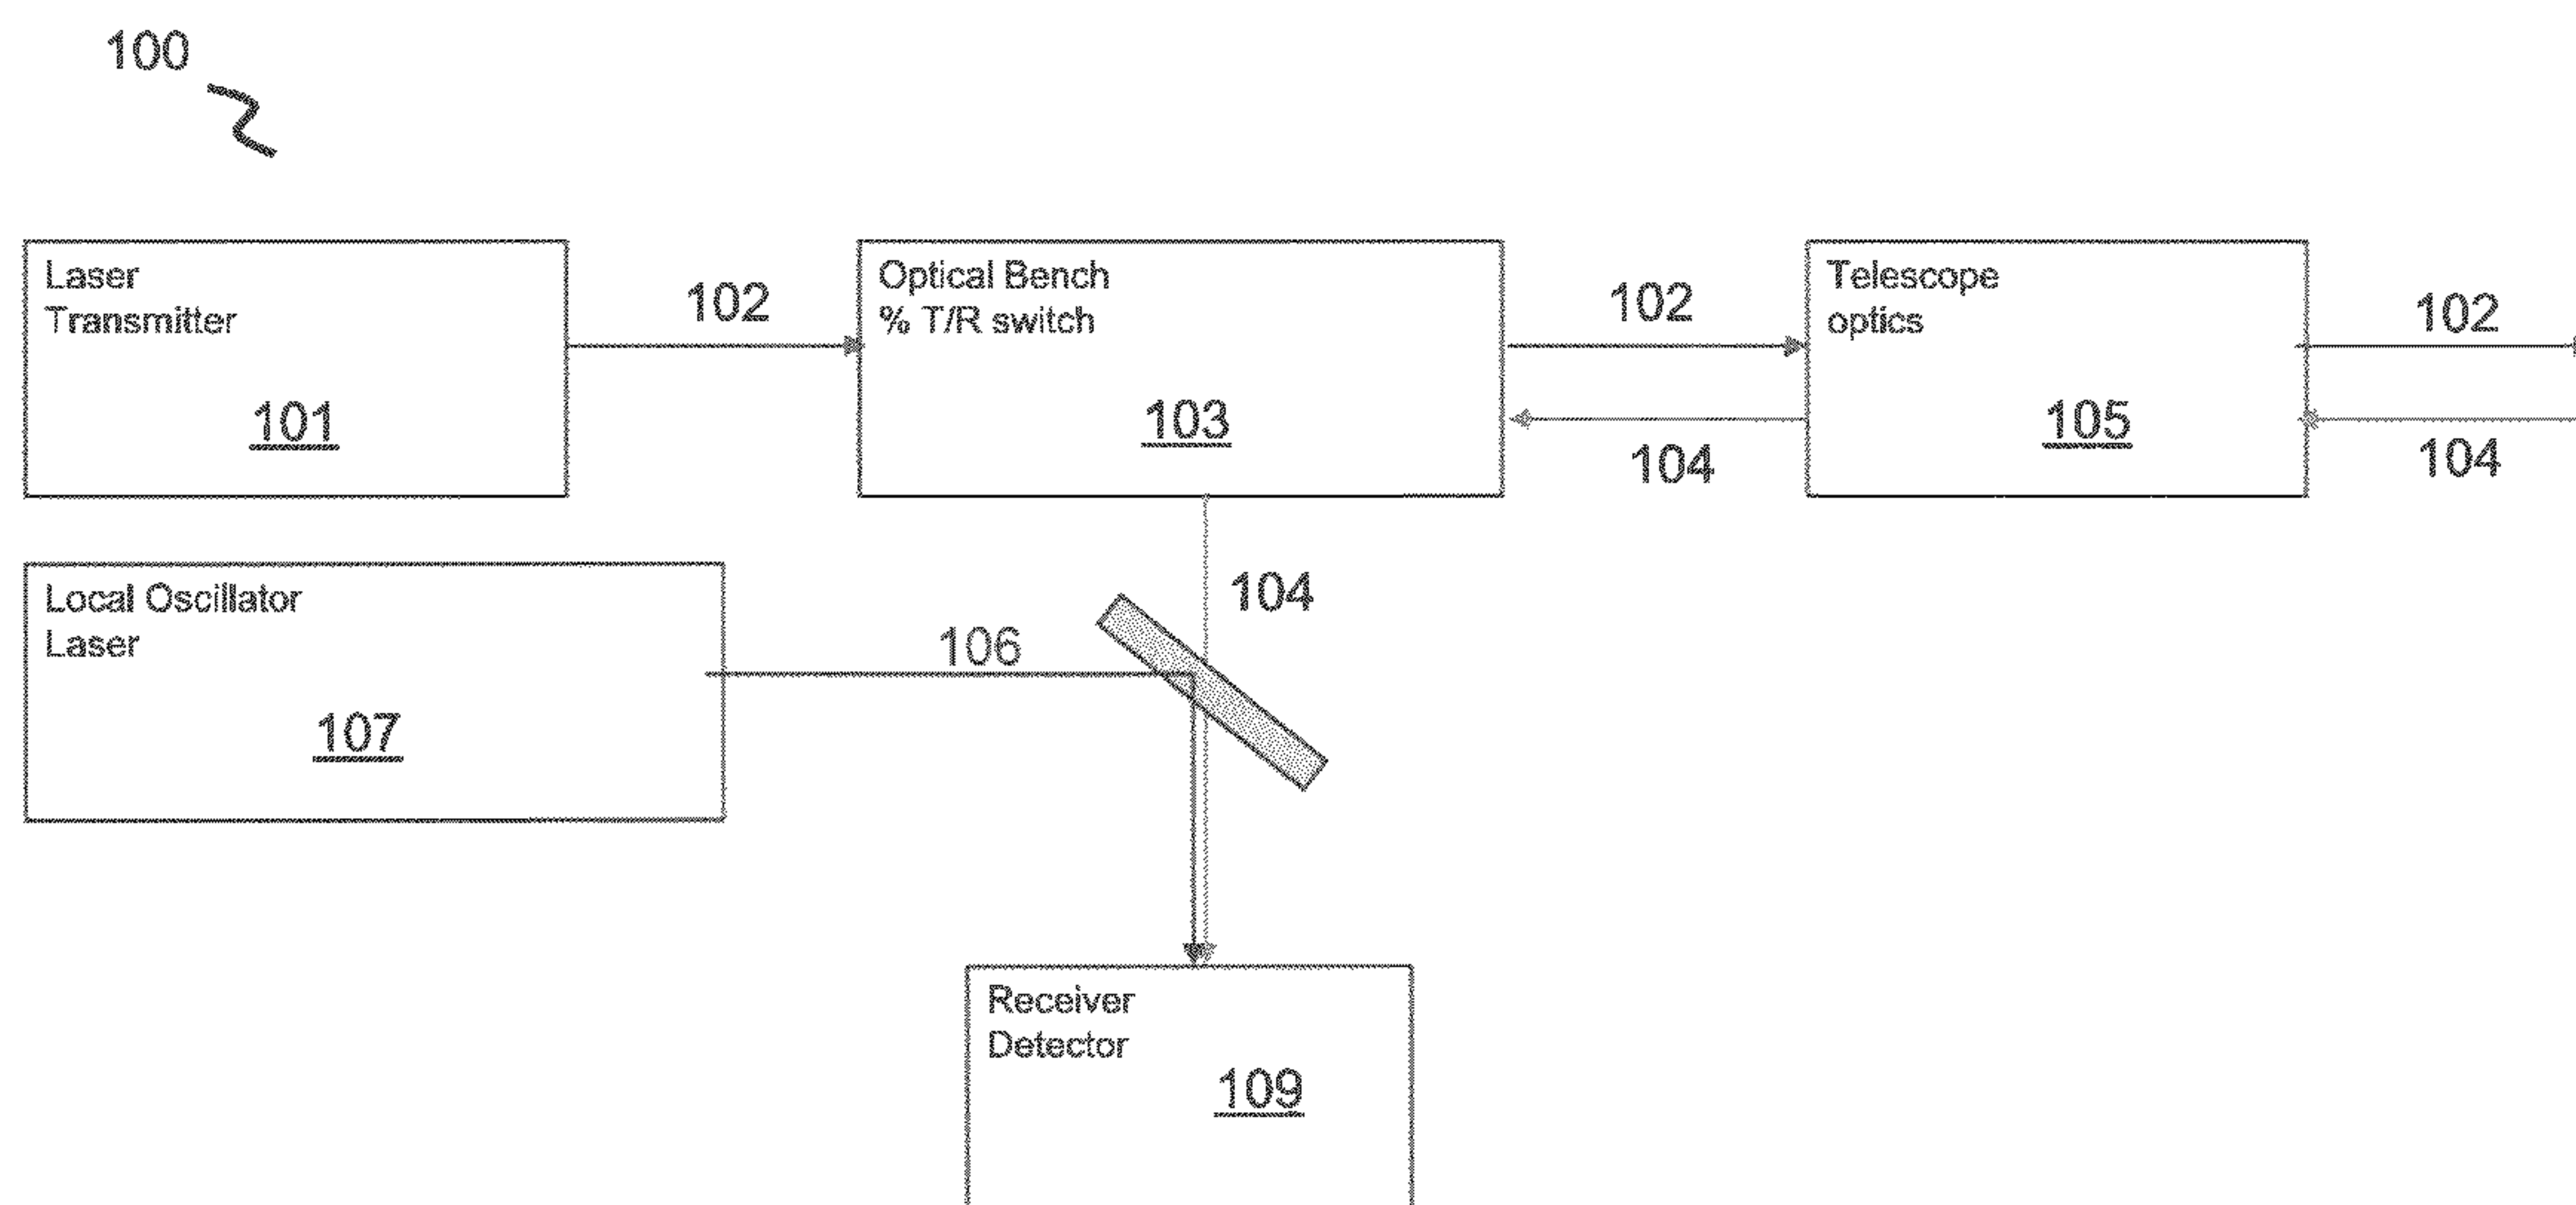 100
Laser
Transmitter
101
102
Optical Bench
% T/R switch
103
102
104
Telescope
optics
105
102
104
Local Oscillator
Laser
107
106
104
Receiver
Detector
109